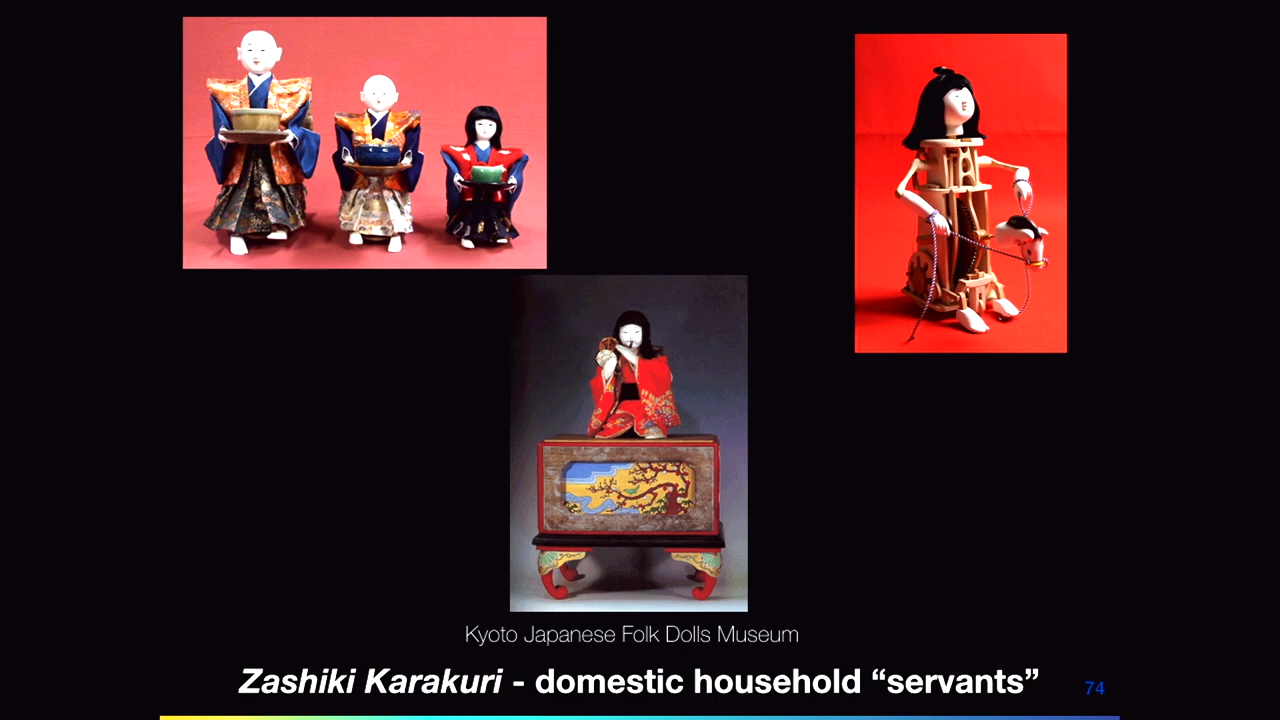 Kyoto Japanese Folk Dolls Museum
Zashiki Karakuri - domestic household “servants”
74